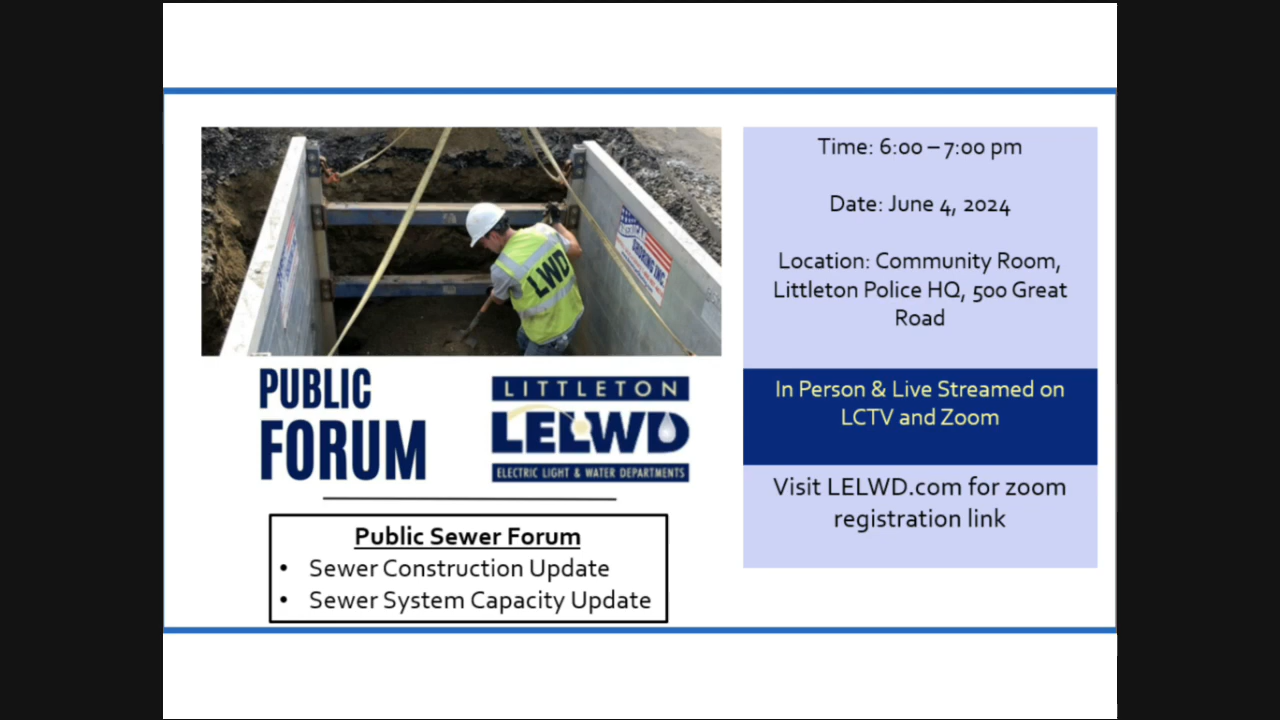 LWD
SHORING INC
PUBLIC
FORUM
LITTLETON
LELWD
ELECTRIC LIGHT & WATER DEPARTMENTS
Public Sewer Forum
• Sewer Construction Update
• Sewer System Capacity Update
Time: 6:00 – 7:00 pm
Date: June 4, 2024
Location: Community Room,
Littleton Police HQ, 500 Great
Road
In Person & Live Streamed on
LCTV and Zoom
Visit LELWD.com for zoom
registration link